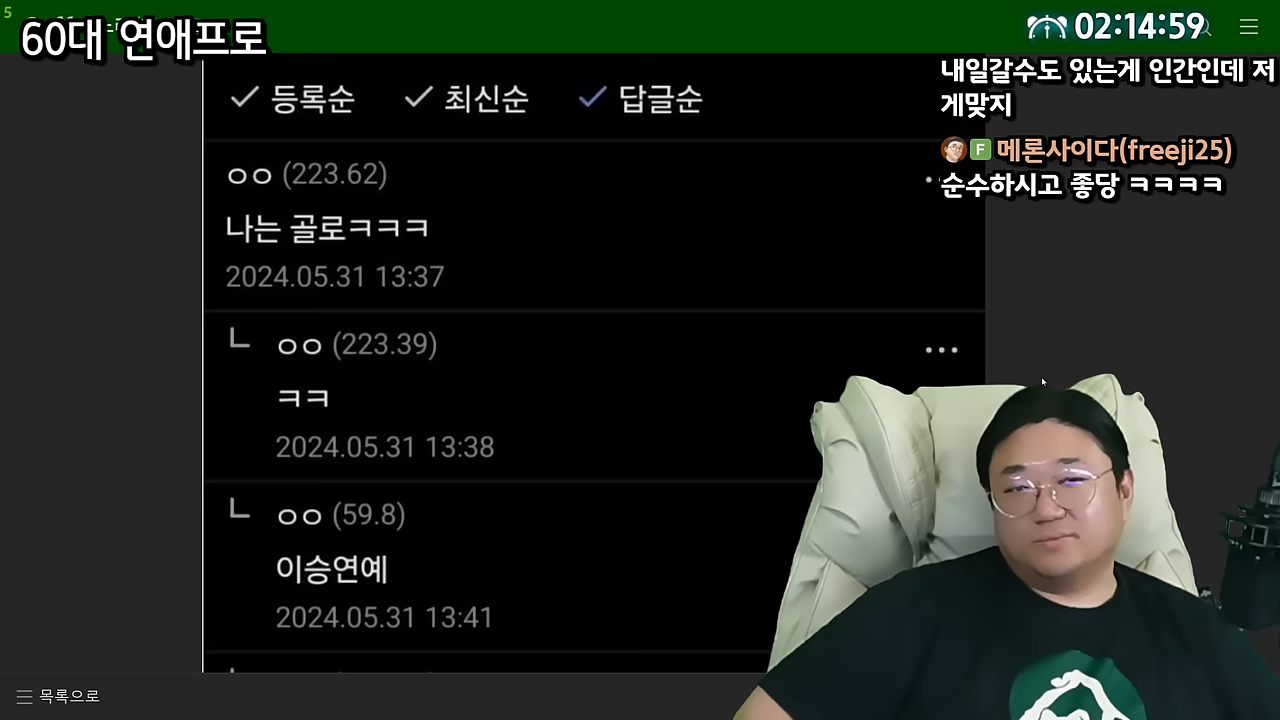 5
60대 연애프로
02:14:59
내일갈수도 있는게 인간인데 저
게맞지
F 메론사이다(freeji25)
순수하시고 좋당 ㅋㅋㅋㅋ
등록순 최신순 답글순
ㅇㅇ (223.62)
나는 골로ㅋㅋㅋ
2024.05.31 13:37
ㅇㅇ (223.39)
ㅋㅋ
2024.05.31 13:38
ㅇㅇ (59.8)
이승연예
2024.05.31 13:41
목록으로